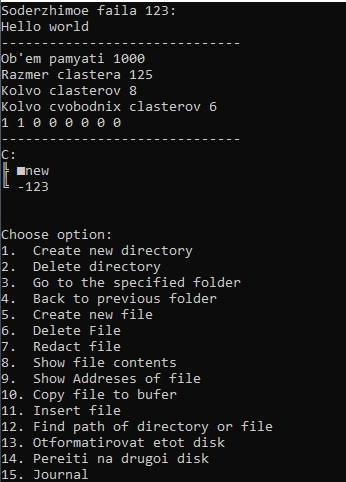 Soderzhimoe faila 123:
Hello world
------------------------------
Ob'em pamyati 1000
Razmer clastera 125
Kolvo clasterov 8
Kolvo cvobodnix clasterov 6
1 1 0 0 0 0 0 0
------------------------------
C:
╠ ■new
╚ -123
Choose option:
1.  Create new directory
2.  Delete directory
3.  Go to the specified folder
4.  Back to previous folder
5.  Create new file
6.  Delete File
7.  Redact file
8.  Show file contents
9.  Show Addreses of file
10. Copy file to bufer
11. Insert file
12. Find path of directory or file
13. Otformatirovat etot disk
14. Pereiti na drugoi disk
15. Journal